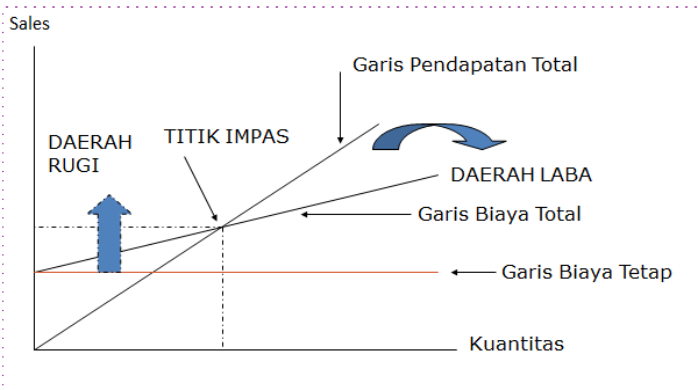 Sales
Garis Pendapatan Total
TITIK IMPAS
DAERAH
RUGI
DAERAH LABA
Garis Biaya Total
Garis Biaya Tetap
Kuantitas